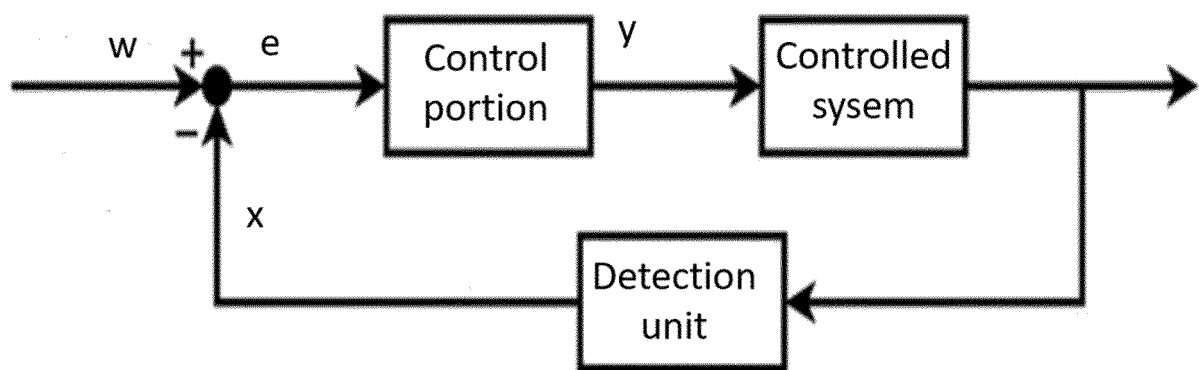 w
+
e
Control
portion
y
Controlled
sysem
−
x
Detection
unit